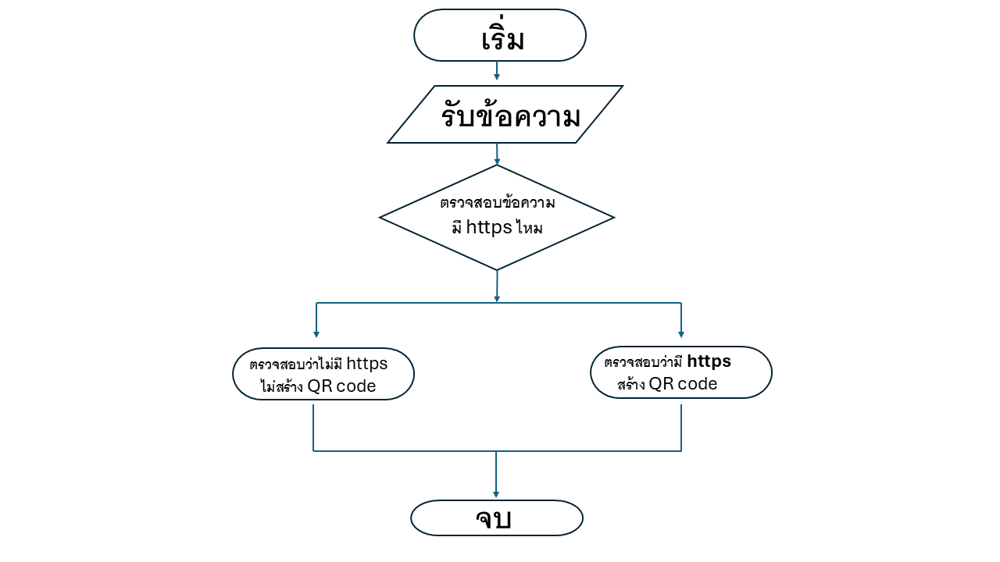 เริ่ม
รับข้อความ
ตรวจสอบข้อความ
มี https ไหม
ตรวจสอบว่าไม่มี https
ไม่สร้าง QR code
ตรวจสอบว่ามี https
สร้าง QR code
จบ